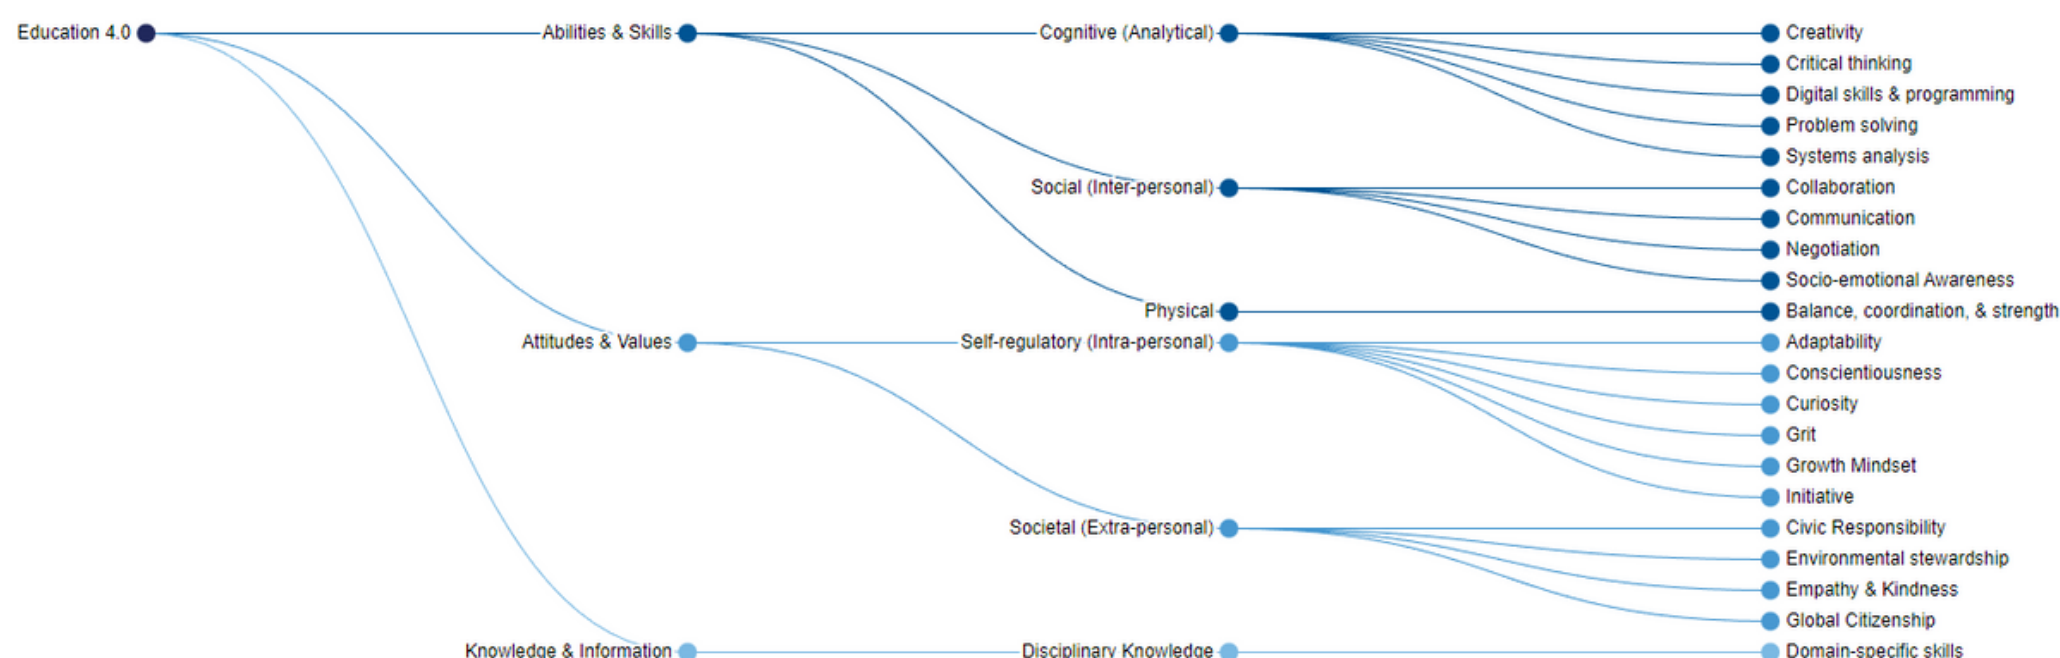 Education 4.0
Abilities & Skills
Cognitive (Analytical)
Creativity
Critical thinking
Digital skills & programming
Problem solving
Systems analysis
Social (Inter-personal)
Collaboration
Communication
Negotiation
Socio-emotional Awareness
Physical
Balance, coordination, & strength
Attitudes & Values
Self-regulatory (Intra-personal)
Adaptability
Conscientiousness
Curiosity
Grit
Growth Mindset
Initiative
Societal (Extra-personal)
Civic Responsibility
Environmental stewardship
Empathy & Kindness
Global Citizenship
Knowledge & Information
Disciplinary Knowledge
Domain-specific skills